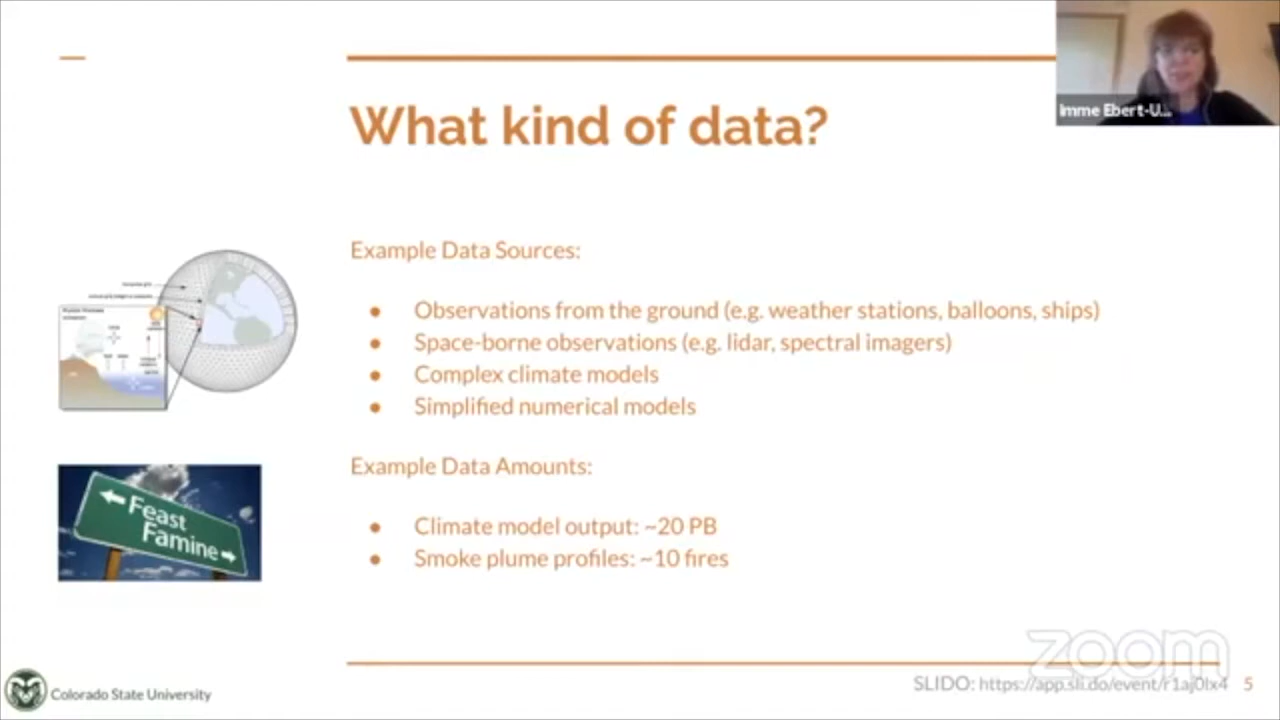 Imme Ebert-U...
What kind of data?
Example Data Sources:
● Observations from the ground (e.g. weather stations, balloons, ships)
● Space-borne observations (e.g. lidar, spectral imagers)
● Complex climate models
● Simplified numerical models
Feast
Famine
Example Data Amounts:
● Climate model output: ~20 PB
● Smoke plume profiles: ~10 fires
zoom
Colorado State University
SLIDO: https://app.sli.do/event/r1aj0lx4 5